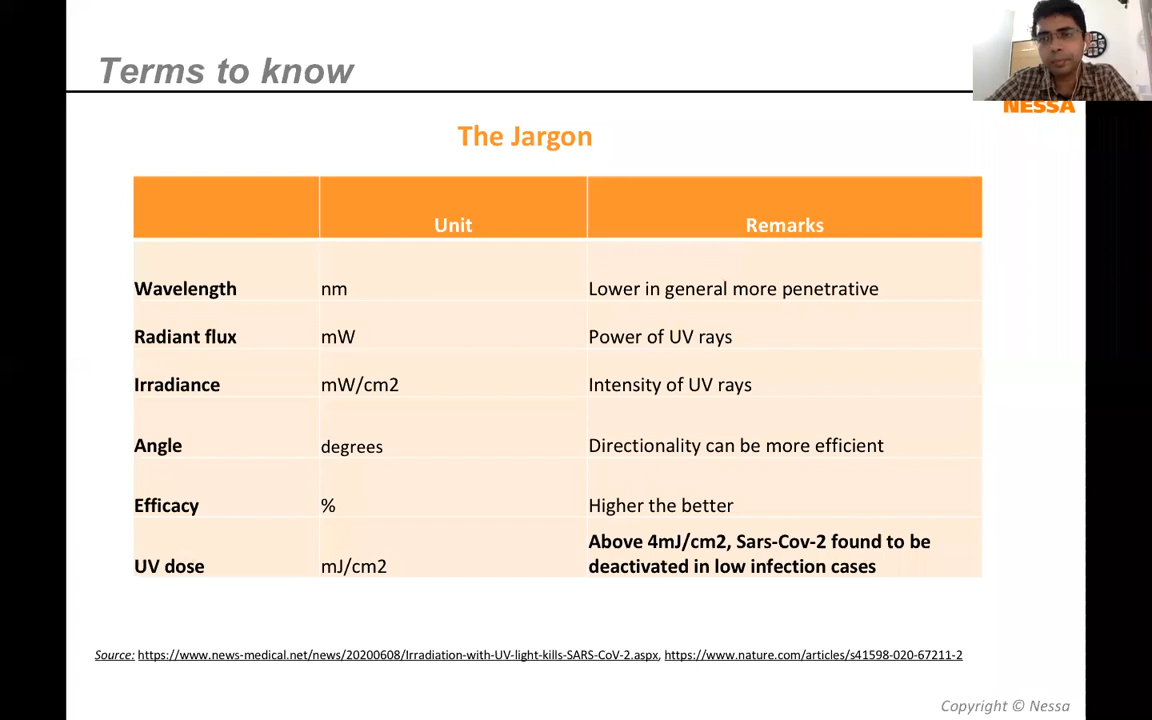 Terms to know
NESSA
The Jargon
Unit Remarks
Wavelength nm Lower in general more penetrative
Radiant flux mW Power of UV rays
Irradiance mW/cm2 Intensity of UV rays
Angle degrees Directionality can be more efficient
Efficacy % Higher the better
UV dose mJ/cm2 Above 4mJ/cm2, Sars-Cov-2 found to be
deactivated in low infection cases
Source: https://www.news-medical.net/news/20200608/Irradiation-with-UV-light-kills-SARS-CoV-2.aspx, https://www.nature.com/articles/s41598-020-67211-2
Copyright © Nessa